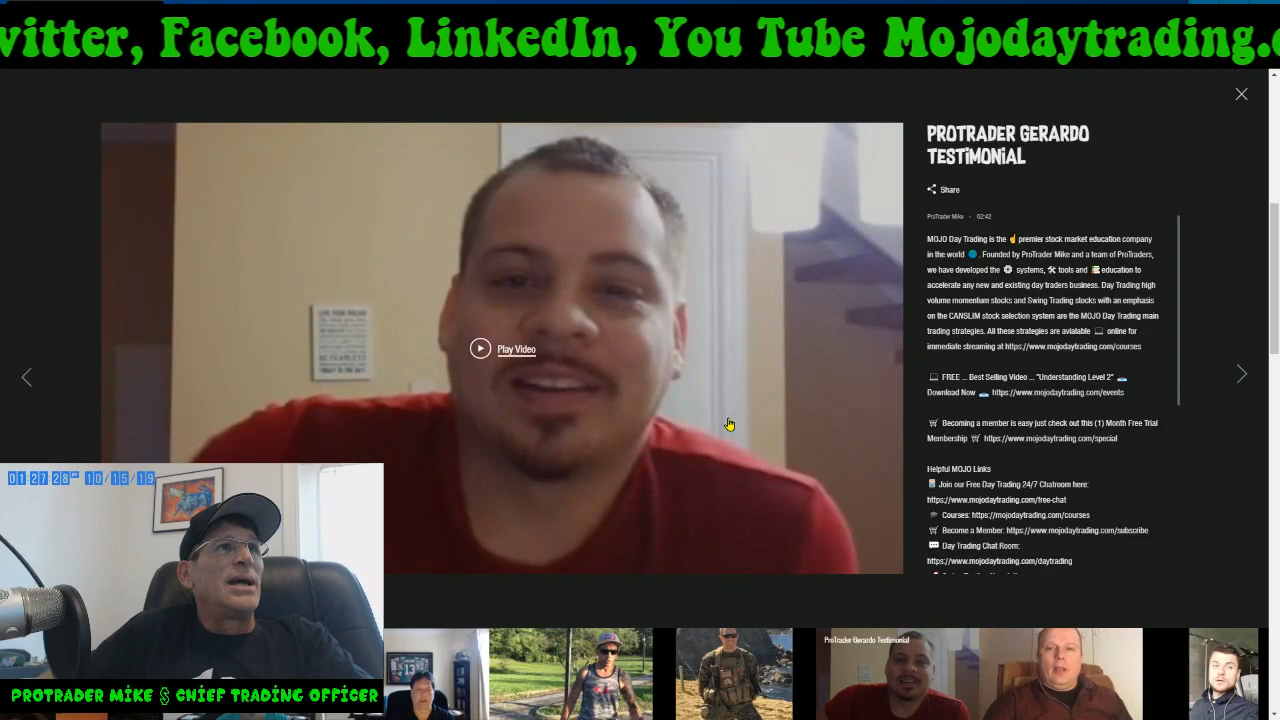 vitter, Facebook, LinkedIn, You Tube Mojodaytrading.c
PROTRADER GERARDO
TESTIMONIAL
Share
ProTrader Mike • 02:42
MOJO Day Trading is the ☝ premier stock market education company
in the world 🌎 . Founded by ProTrader Mike and a team of ProTraders,
we have developed the ⚙ systems, 🛠 tools and 📚 education to
accelerate any new and existing day traders business. Day Trading high
volume momentum stocks and Swing Trading stocks with an emphasis
on the CANSLIM stock selection system are the MOJO Day Trading main
trading strategies. All these strategies are avialable 💻 online for
immediate streaming at https://www.mojodaytrading.com/courses
💻 FREE ... Best Selling Video ... "Understanding Level 2"
Download Now https://www.mojodaytrading.com/events
🛒 Becoming a member is easy just check out this (1) Month Free Trial
Membership 🛒 https://www.mojodaytrading.com/special
Helpful MOJO Links
Join our Free Day Trading 24/7 Chatroom here:
https://www.mojodaytrading.com/free-chat
🎓 Courses: https://mojodaytrading.com/courses
🛒 Become a Member: https://www.mojodaytrading.com/subscribe
💬 Day Trading Chat Room:
https://www.mojodaytrading.com/daytrading
Play Video
01:27:28 PM 10/15/19
ProTrader Gerardo Testimonial
13
PROTRADER MIKE $ CHIEF TRADING OFFICER